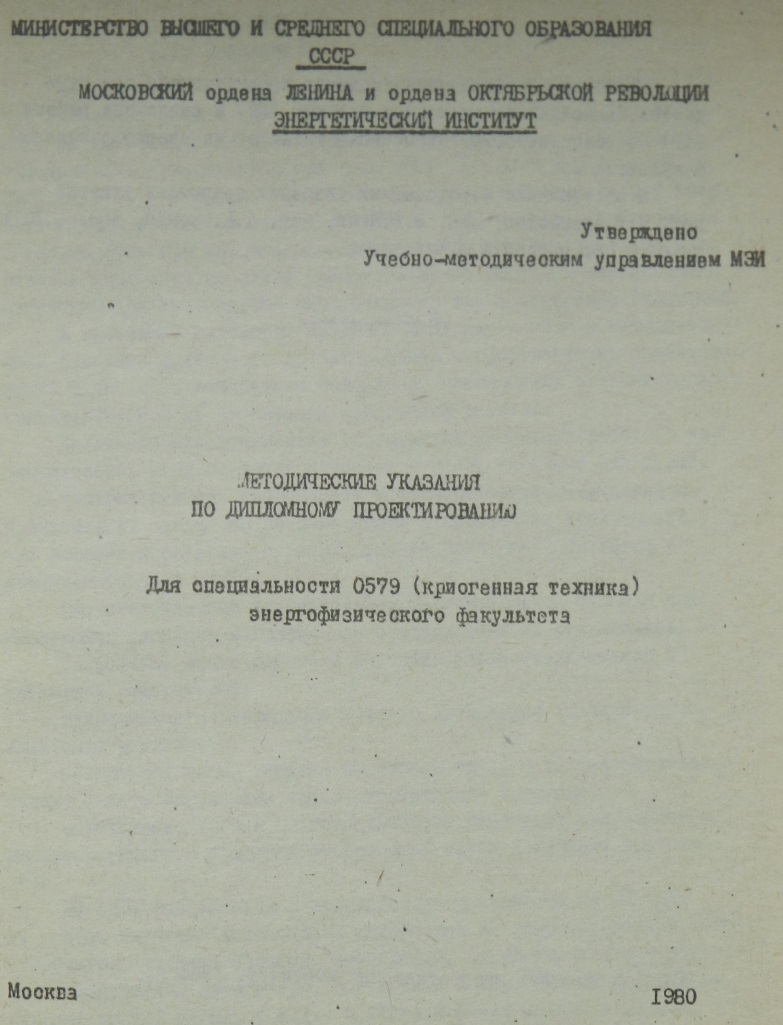 МИНИСТЕРСТВО ВЫСШЕГО И СРЕДНЕГО СПЕЦИАЛЬНОГО ОБРАЗОВАНИЯ
СССР
МОСКОВСКИЙ ордена ЛЕНИНА и ордена ОКТЯБРЬСКОЙ РЕВОЛЮЦИИ
ЭНЕРГЕТИЧЕСКИЙ ИНСТИТУТ
Утверждено
Учебно-методическим управлением МЭИ
МЕТОДИЧЕСКИЕ УКАЗАНИЯ
ПО ДИПЛОМНОМУ ПРОЕКТИРОВАНИЮ
Для специальности 0579 (криогенная техника)
энергофизического факультета
Москва
1980